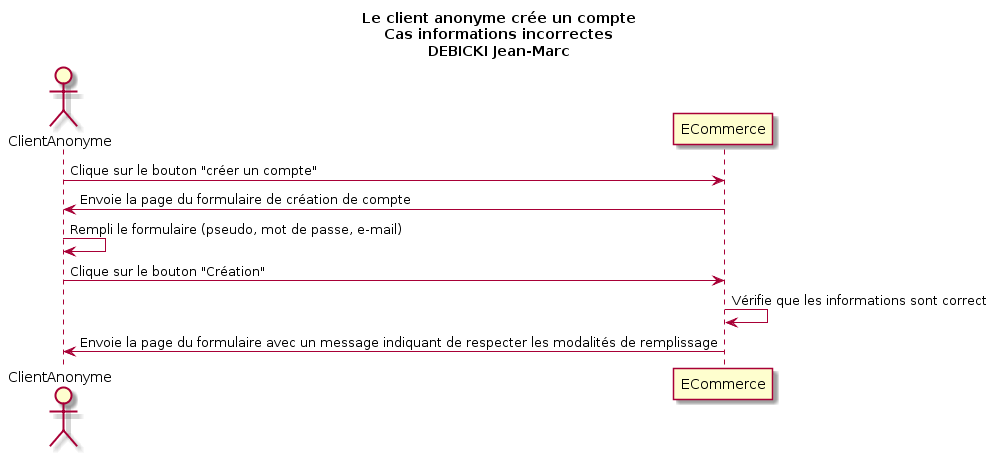 Le client anonyme crée un compte
Cas informations incorrectes
DEBICKI Jean-Marc
ClientAnonyme
ECommerce
Clique sur le bouton "créer un compte"
Envoie la page du formulaire de création de compte
Rempli le formulaire (pseudo, mot de passe, e-mail)
Clique sur le bouton "Création"
Vérifie que les informations sont correct
Envoie la page du formulaire avec un message indiquant de respecter les modalités de remplissage
ClientAnonyme
ECommerce